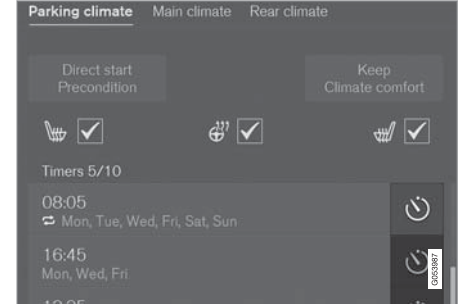 Parking climate Main climate Rear climate
Direct start
Precondition
Keep
Climate comfort
Timers 5/10
08:05
Mon, Tue, Wed, Fri, Sat, Sun
16:45
Mon, Wed, Fri
G053987